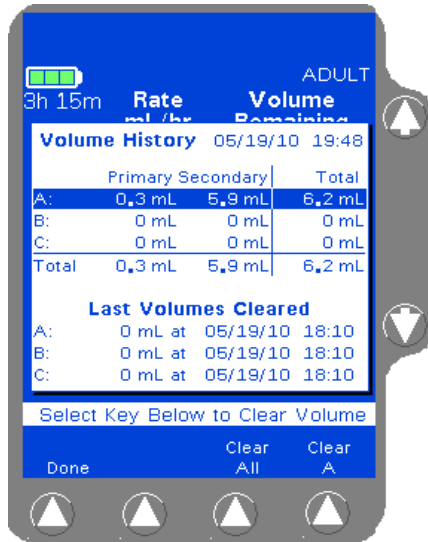 ADULT
3h 15m Rate Volume
mL/hr Remaining
Volume History 05/19/10 19:48
Primary Secondary Total
A: 0.3 mL 5.9 mL 6.2 mL
B: 0 mL 0 mL 0 mL
C: 0 mL 0 mL 0 mL
Total 0.3 mL 5.9 mL 6.2 mL
Last Volumes Cleared
A: 0 mL at 05/19/10 18:10
B: 0 mL at 05/19/10 18:10
C: 0 mL at 05/19/10 18:10
Select Key Below to Clear Volume
Clear Clear
Done All A